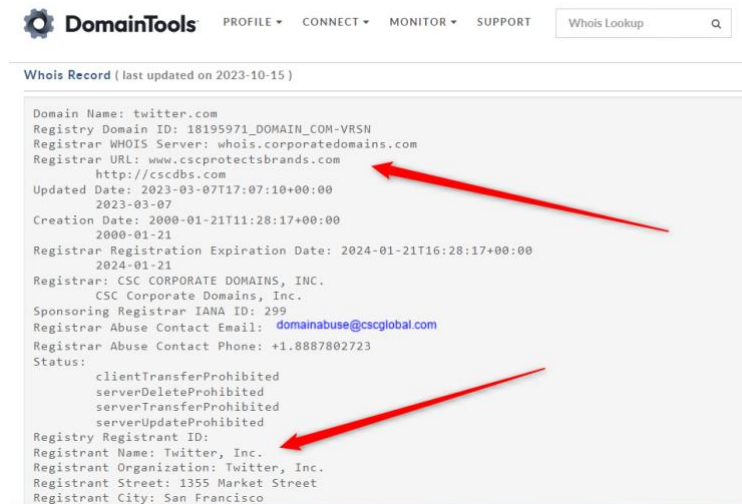 DomainTools PROFILE CONNECT MONITOR SUPPORT Whois Lookup
Whois Record ( last updated on 2023-10-15 )
Domain Name: twitter.com
Registry Domain ID: 18195971_DOMAIN_COM-VRSN
Registrar WHOIS Server: whois.corporatedomains.com
Registrar URL: www.cscprotectsbrands.com
http://cscdbs.com
Updated Date: 2023-03-07T17:07:10+00:00
2023-03-07
Creation Date: 2000-01-21T11:28:17+00:00
2000-01-21
Registrar Registration Expiration Date: 2024-01-21T16:28:17+00:00
2024-01-21
Registrar: CSC CORPORATE DOMAINS, INC.
CSC Corporate Domains, Inc.
Sponsoring Registrar IANA ID: 299
Registrar Abuse Contact Email: domainabuse@cscglobal.com
Registrar Abuse Contact Phone: +1.8887802723
Status:
clientTransferProhibited
serverDeleteProhibited
serverTransferProhibited
serverUpdateProhibited
Registry Registrant ID:
Registrant Name: Twitter, Inc.
Registrant Organization: Twitter, Inc.
Registrant Street: 1355 Market Street
Registrant City: San Francisco